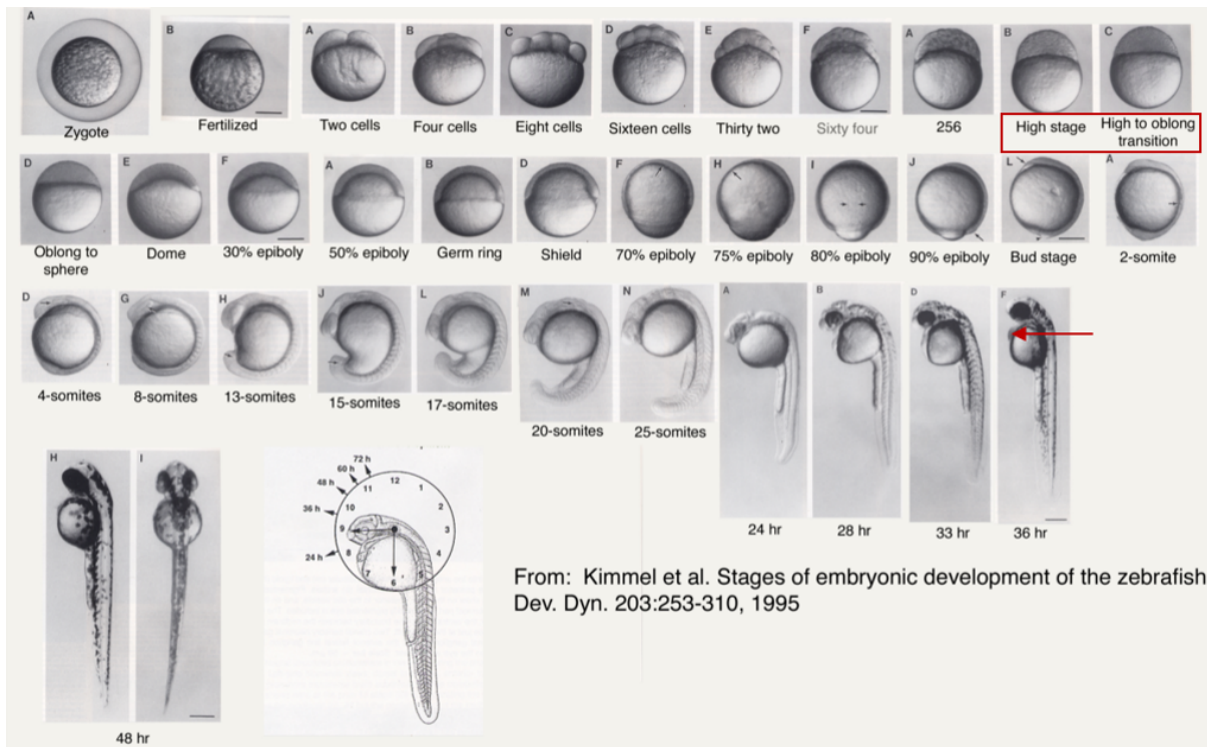 A
B
A
B
C
D
E
F
A
B
C
Zygote
Fertilized
Two cells
Four cells
Eight cells
Sixteen cells
Thirty two
Sixty four
256
High stage
High to oblong
transition
D
E
F
A
B
D
F
H
I
J
L
A
Oblong to
sphere
Dome
30% epiboly
50% epiboly
Germ ring
Shield
70% epiboly
75% epiboly
80% epiboly
90% epiboly
Bud stage
2-somite
D
G
H
J
L
M
N
A
B
D
F
4-somites
8-somites
13-somites
15-somites
17-somites
20-somites
25-somites
24 hr
28 hr
33 hr
36 hr
H
I
48 hr
72 h
60 h
48 h
36 h
24 h
12
1
2
3
4
5
6
7
8
9
10
11
From: Kimmel et al. Stages of embryonic development of the zebrafish
Dev. Dyn. 203:253-310, 1995